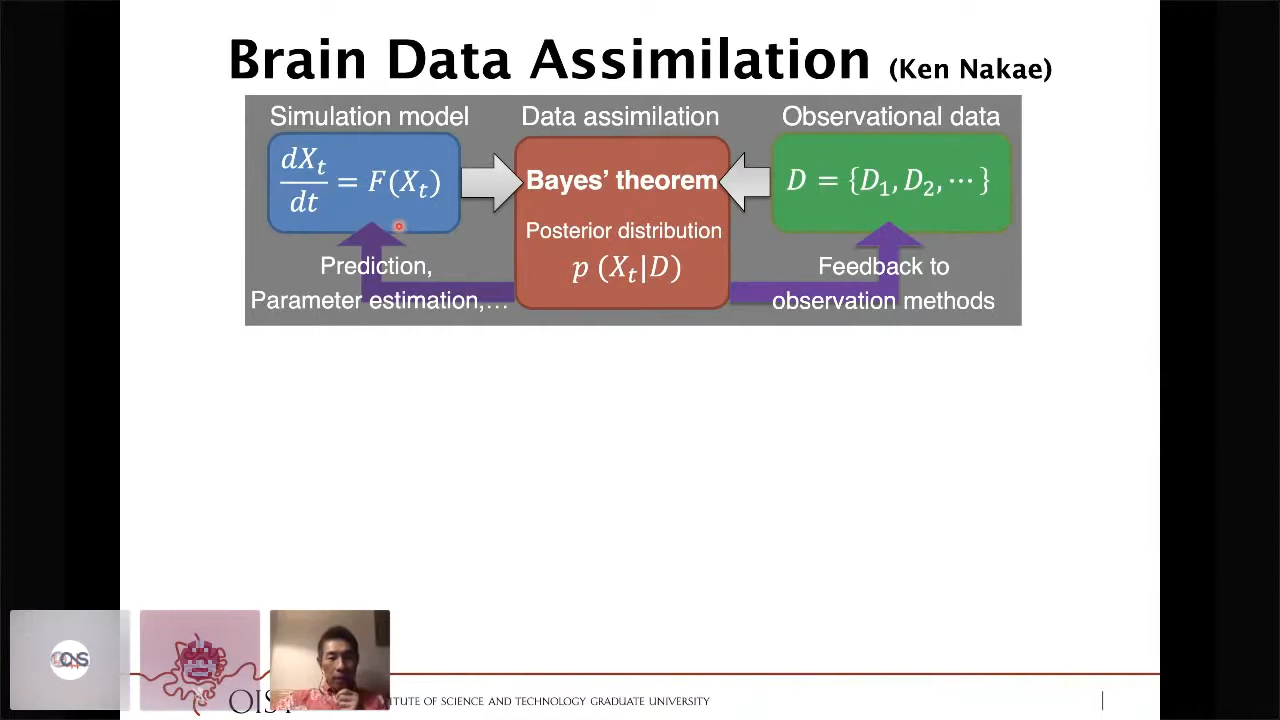 Brain Data Assimilation (Ken Nakae)
Simulation model
dX_t/dt = F(X_t)
Prediction,
Parameter estimation,…
Data assimilation
Bayes’ theorem
Posterior distribution
p (X_t|D)
Observational data
D = {D_1, D_2, ⋯}
Feedback to
observation methods
OIS
TUTE OF SCIENCE AND TECHNOLOGY GRADUATE UNIVERSITY